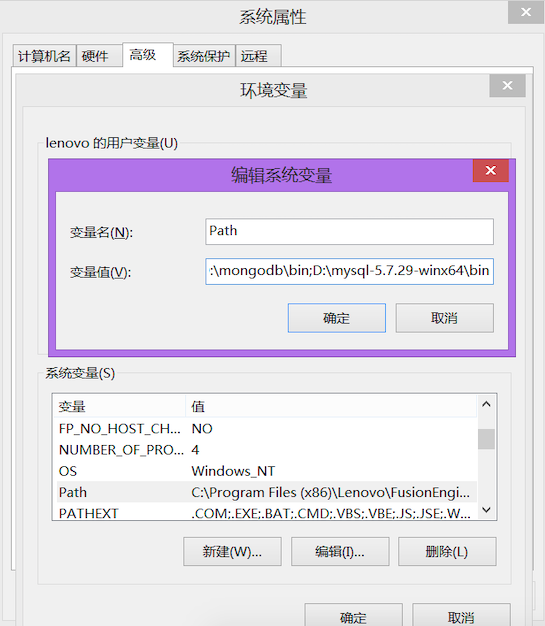 系统属性
计算机名 硬件 高级 系统保护 远程
环境变量
lenovo 的用户变量(U)
编辑系统变量
变量名(N): Path
变量值(V): :\mongodb\bin;D:\mysql-5.7.29-winx64\bin
确定 取消
系统变量(S)
变量 值
FP_NO_HOST_CH... NO
NUMBER_OF_PRO... 4
OS Windows_NT
Path C:\Program Files (x86)\Lenovo\FusionEngi...
PATHEXT .COM;.EXE;.BAT;.CMD;.VBS;.VBE;.JS;.JSE;.W...
新建(W)... 编辑(I)... 删除(L)
确定 取消